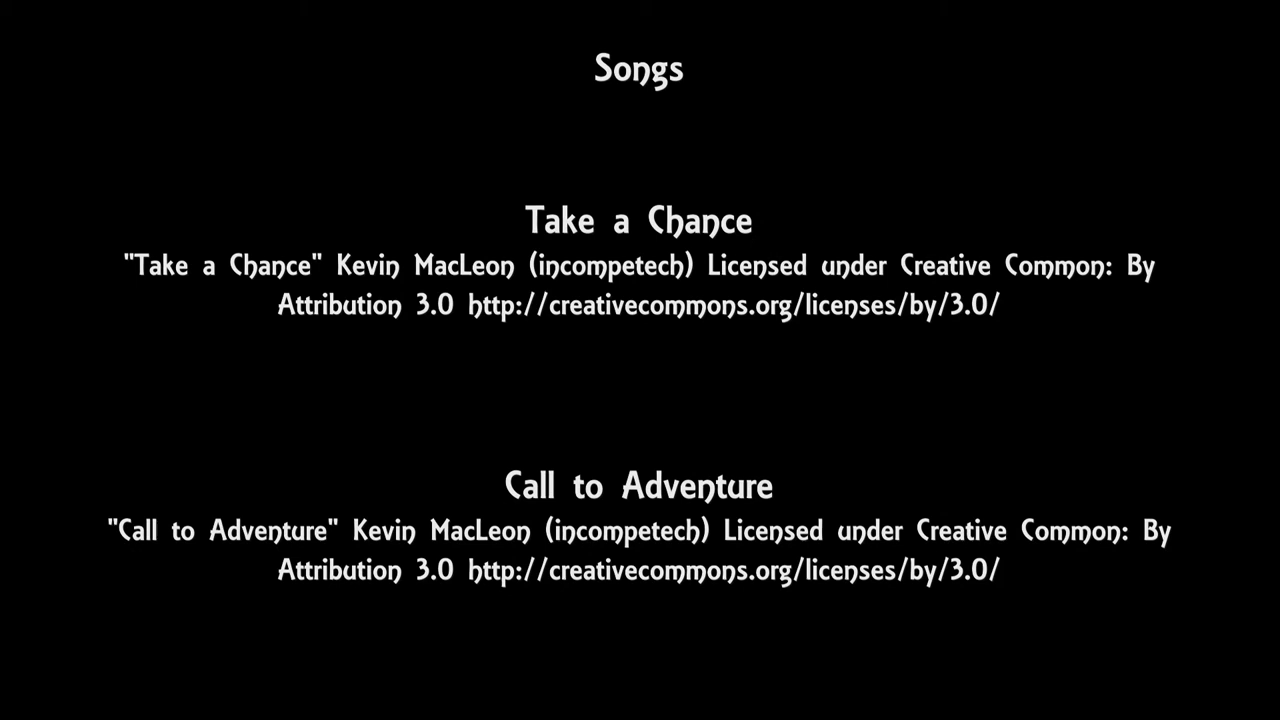 Songs
Take a Chance
"Take a Chance" Kevin MacLeon (incompetech) Licensed under Creative Common: By
Attribution 3.0 http://creativecommons.org/licenses/by/3.0/
Call to Adventure
"Call to Adventure" Kevin MacLeon (incompetech) Licensed under Creative Common: By
Attribution 3.0 http://creativecommons.org/licenses/by/3.0/